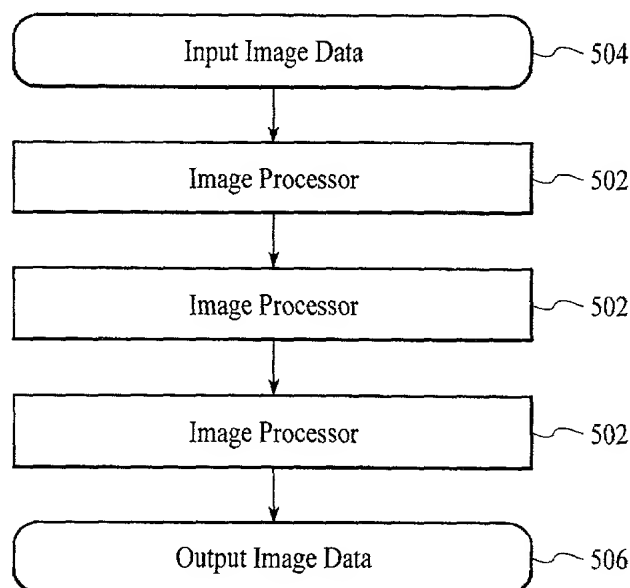 Input Image Data 504
Image Processor 502
Image Processor 502
Image Processor 502
Output Image Data 506